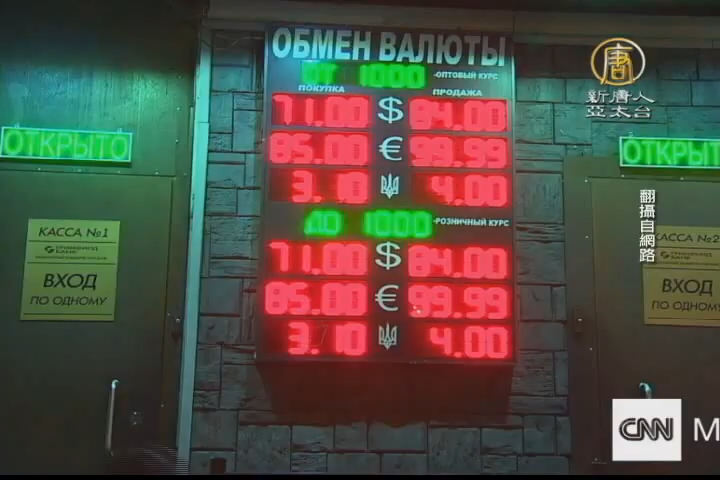 ОБМЕН ВАЛЮТЫ
ОТ 1000 -ОПТОВЫЙ КУРС
ПОКУПКА ПРОДАЖА
71.00 $ 84.00
85.00 € 99.99
3.10 4.00
ДО 1000 -РОЗНИЧНЫЙ КУРС
71.00 $ 84.00
85.00 € 99.99
3.10 4.00
ОТКРЫТО
КАССА №1
БАНК
ВХОД
ПО ОДНОМУ
ОТКРЫТ
КАССА №2
ВХОД
ПО ОДНОМУ
唐
新唐人
亞太台
翻攝自網路
CNN M